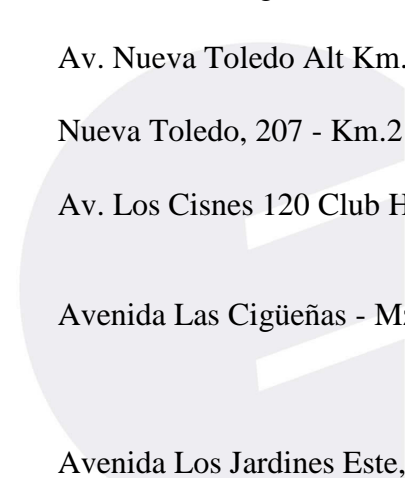 Av. Nueva Toledo Alt Km.
Nueva Toledo, 207 - Km.2
Av. Los Cisnes 120 Club
Avenida Las Cigüeñas -
Avenida Los Jardines Este,